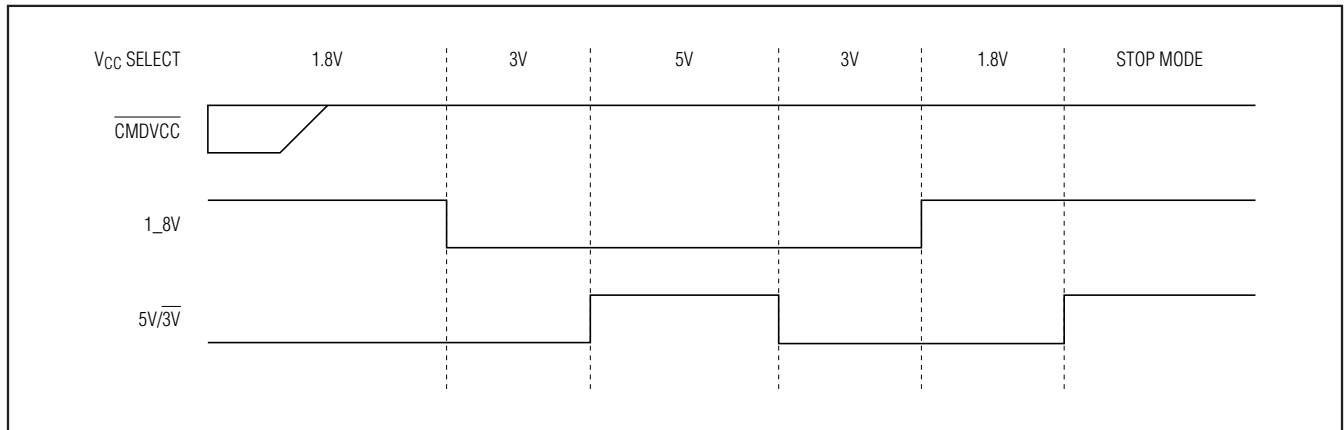 VCC SELECT 1.8V 3V 5V 3V 1.8V STOP MODE
CMDVCC
1_8V
5V/3V